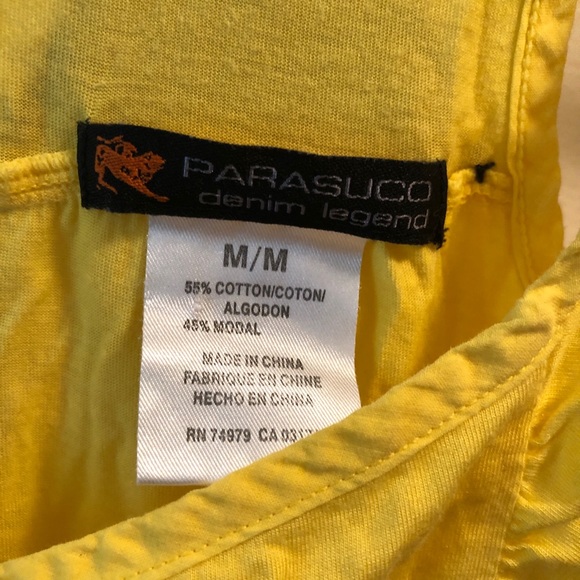 PARASUCO
denim legend
M/M
55% COTTON/COTON/
ALGODON
45% MODAL
MADE IN CHINA
FABRIQUE EN CHINE
HECHO EN CHINA
RN 74979 CA